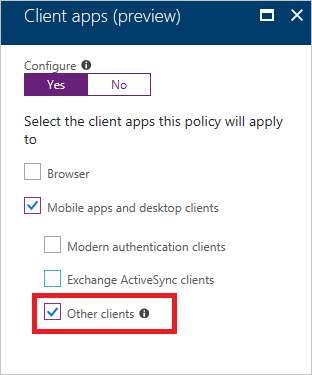 Client apps (preview)
Configure
Yes No
Select the client apps this policy will apply
to
Browser
Mobile apps and desktop clients
Modern authentication clients
Exchange ActiveSync clients
Other clients